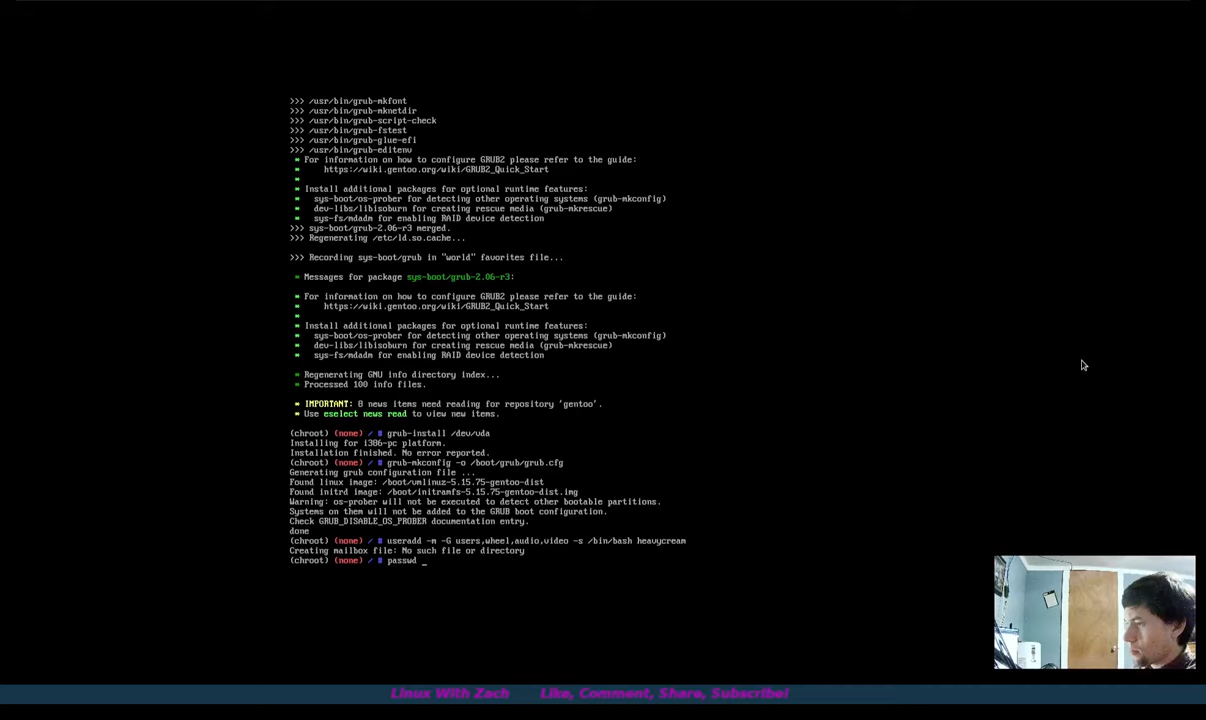 >>> /usr/bin/grub-mkfont
>>> /usr/bin/grub-mknetdir
>>> /usr/bin/grub-script-check
>>> /usr/bin/grub-fstest
>>> /usr/bin/grub-glue-efi
>>> /usr/bin/grub-editenv
* For information on how to configure GRUB2 please refer to the guide:
*     https://wiki.gentoo.org/wiki/GRUB2_Quick_Start
*
* Install additional packages for optional runtime features:
*   sys-boot/os-prober for detecting other operating systems (grub-mkconfig)
*   dev-libs/libisoburn for creating rescue media (grub-mkrescue)
*   sys-fs/mdadm for enabling RAID device detection
>>> sys-boot/grub-2.06-r3 merged.
>>> Regenerating /etc/ld.so.cache...
>>> Recording sys-boot/grub in "world" favorites file...
* Messages for package sys-boot/grub-2.06-r3:
* For information on how to configure GRUB2 please refer to the guide:
*     https://wiki.gentoo.org/wiki/GRUB2_Quick_Start
*
* Install additional packages for optional runtime features:
*   sys-boot/os-prober for detecting other operating systems (grub-mkconfig)
*   dev-libs/libisoburn for creating rescue media (grub-mkrescue)
*   sys-fs/mdadm for enabling RAID device detection
* Regenerating GNU info directory index...
* Processed 100 info files.
* IMPORTANT: 8 news items need reading for repository 'gentoo'.
* Use eselect news read to view new items.
(chroot) (none) / # grub-install /dev/vda
Installing for i386-pc platform.
Installation finished. No error reported.
(chroot) (none) / # grub-mkconfig -o /boot/grub/grub.cfg
Generating grub configuration file ...
Found linux image: /boot/vmlinuz-5.15.75-gentoo-dist
Found initrd image: /boot/initramfs-5.15.75-gentoo-dist.img
Warning: os-prober will not be executed to detect other bootable partitions.
Systems on them will not be added to the GRUB boot configuration.
Check GRUB_DISABLE_OS_PROBER documentation entry.
done
(chroot) (none) / # useradd -m -G users,wheel,audio,video -s /bin/bash heavycream
Creating mailbox file: No such file or directory
(chroot) (none) / # passwd _
Linux With Zach Like, Comment, Share, Subscribe!